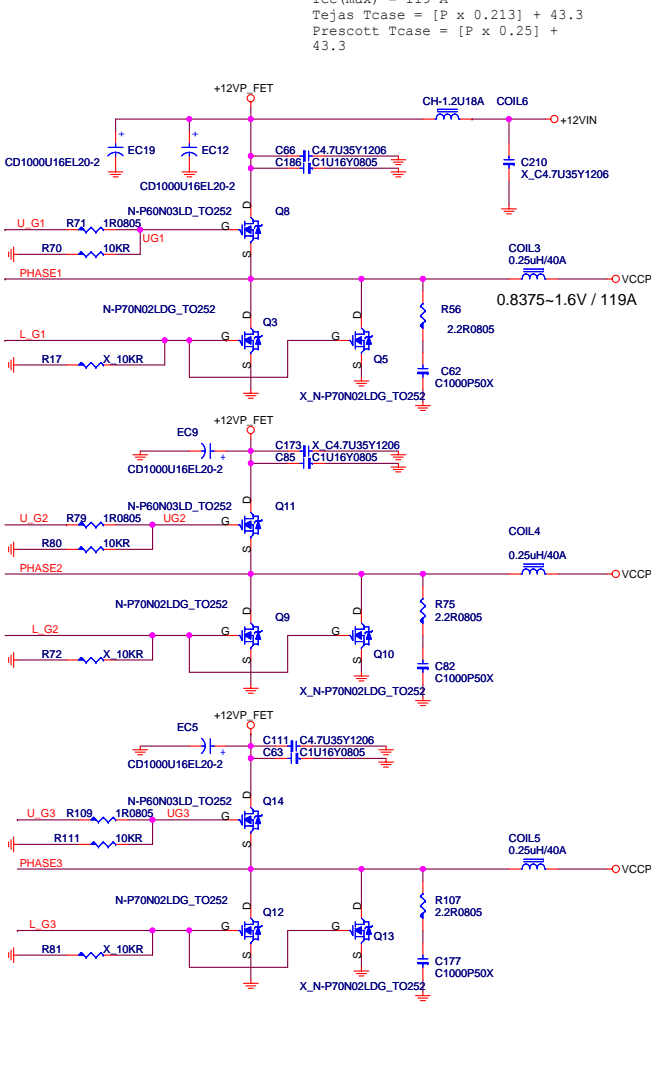 Icc(max) = 119 A
Tejas Tcase = [P x 0.213] + 43.3
Prescott Tcase = [P x 0.25] +
43.3
+12VP_FET
CH-1.2U18A COIL6
+12VIN
EC19
EC12
CD1000U16EL20-2
CD1000U16EL20-2
C66 C4.7U35Y1206
C186 C1U16Y0805
C210
X_C4.7U35Y1206
N-P60N03LD_TO252
D
Q8
U_G1 R71 1R0805
UG1
G
R70 10KR
S
PHASE1
COIL3
0.25uH/40A
VCCP
0.8375~1.6V / 119A
N-P70N02LDG_TO252
D
D
R56
2.2R0805
Q3
L_G1
G
G
Q5
R17 X_10KR
S
S
C62
C1000P50X
X_N-P70N02LDG_TO252
+12VP_FET
EC9
CD1000U16EL20-2
C173 X_C4.7U35Y1206
C85 C1U16Y0805
N-P60N03LD_TO252
D
Q11
U_G2 R79 1R0805 UG2
G
R80 10KR
S
COIL4
0.25uH/40A
PHASE2
VCCP
N-P70N02LDG_TO252
D
D
R75
2.2R0805
Q9
L_G2
G
G
Q10
R72 X_10KR
S
S
C82
C1000P50X
X_N-P70N02LDG_TO252
+12VP_FET
EC5
CD1000U16EL20-2
C111 C4.7U35Y1206
C63 C1U16Y0805
N-P60N03LD_TO252
D
Q14
U_G3 R109 1R0805 UG3
G
R111 10KR
S
COIL5
0.25uH/40A
PHASE3
VCCP
N-P70N02LDG_TO252
D
D
R107
2.2R0805
Q12
L_G3
G
G
Q13
R81 X_10KR
S
S
C177
C1000P50X
X_N-P70N02LDG_TO252